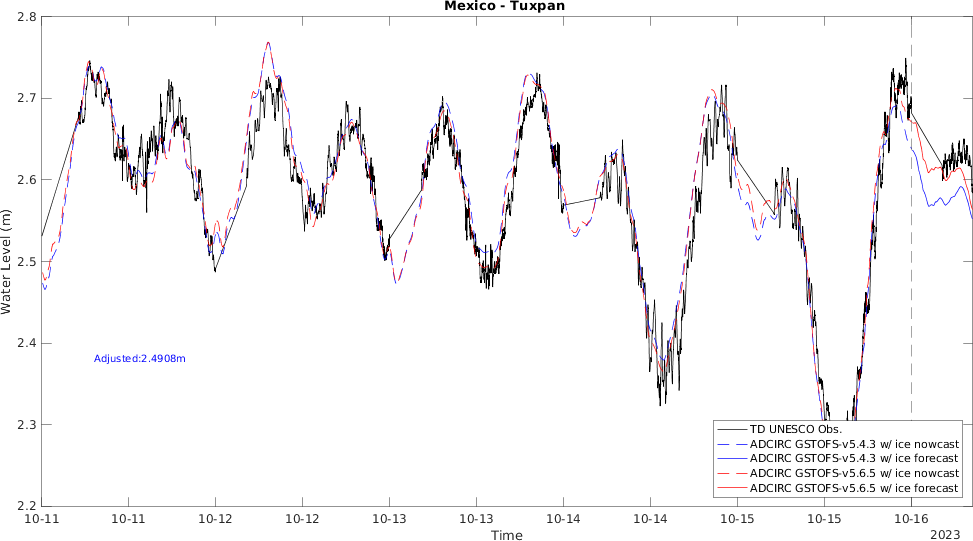 Mexico - Tuxpan
2.8
2.7
2.6
2.5
2.4
2.3
2.2
Water Level (m)
Adjusted:2.4908m
TD UNESCO Obs.
ADCIRC GSTOFS-v5.4.3 w/ ice nowcast
ADCIRC GSTOFS-v5.4.3 w/ ice forecast
ADCIRC GSTOFS-v5.6.5 w/ ice nowcast
ADCIRC GSTOFS-v5.6.5 w/ ice forecast
10-11 10-11 10-12 10-12 10-13 10-13 10-14 10-14 10-15 10-15 10-16
Time
2023